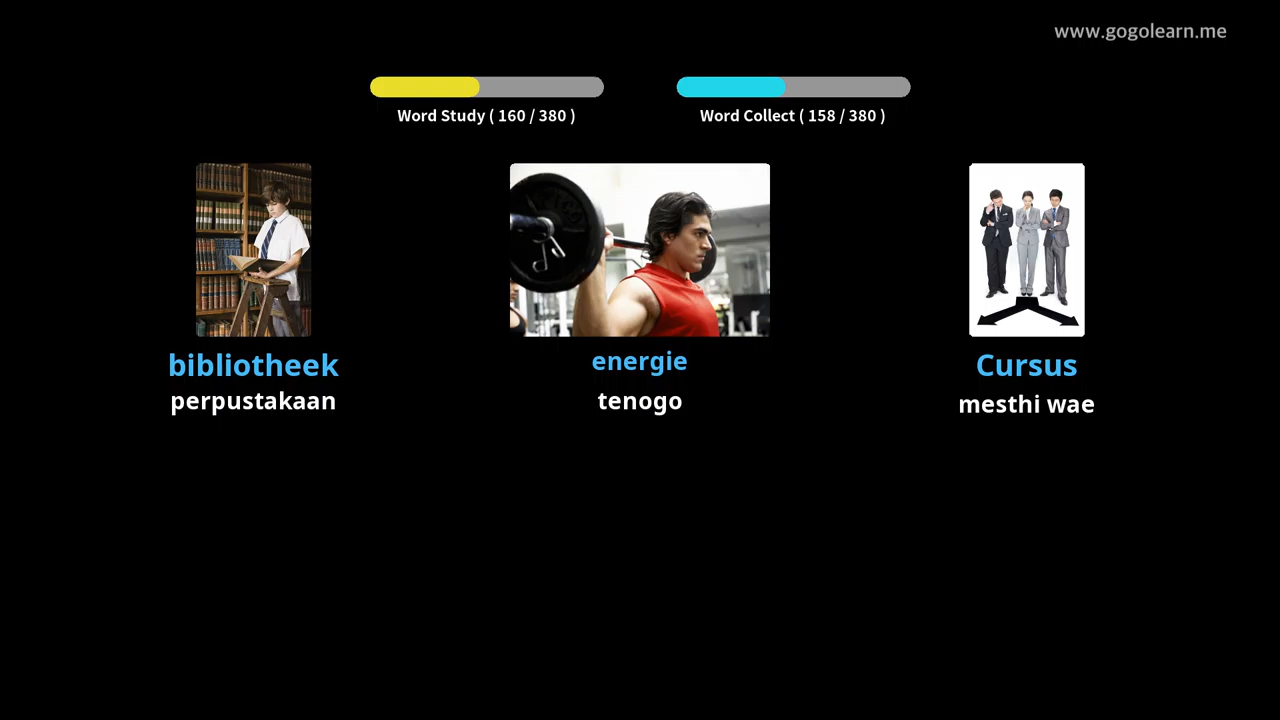 www.gogolearn.me
Word Study ( 160 / 380 )
Word Collect ( 158 / 380 )
bibliotheek
perpustakaan
energie
tenogo
Cursus
mesthi wae